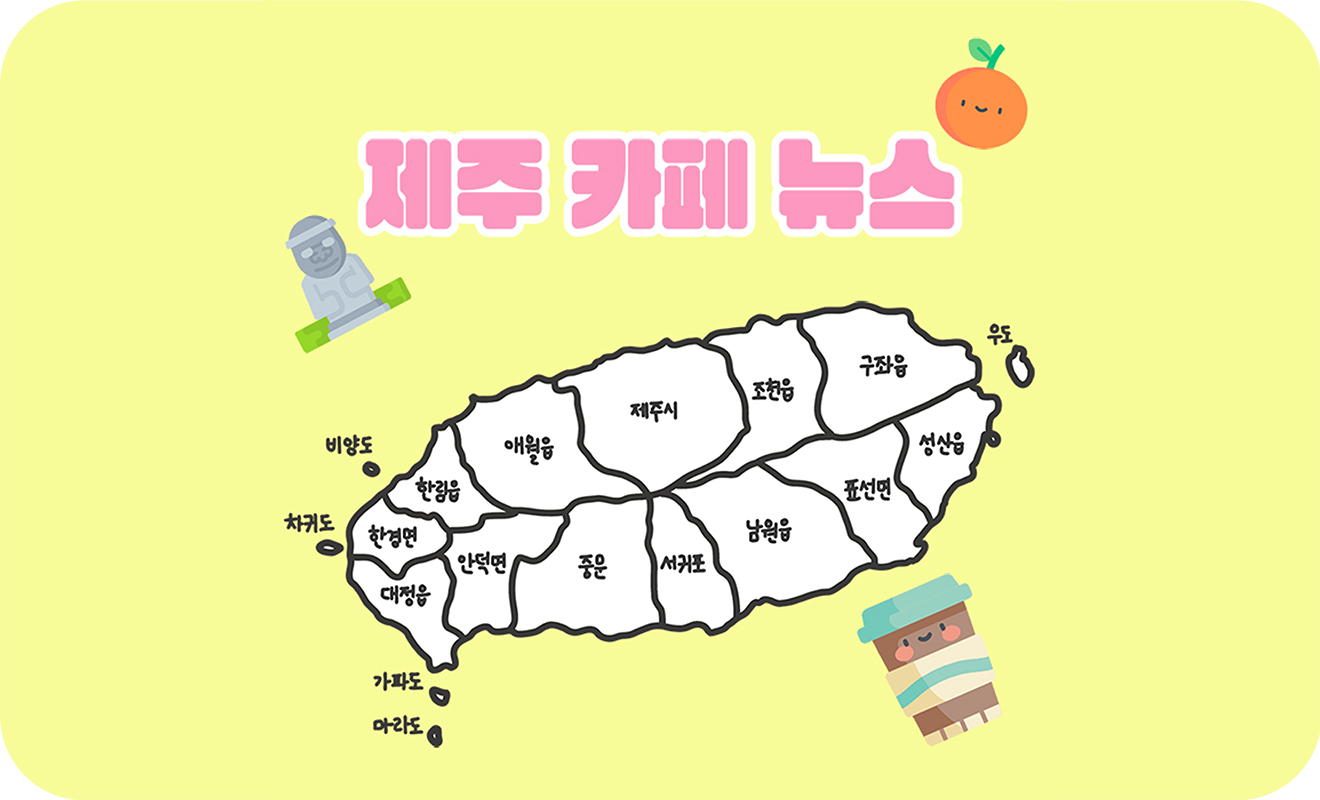 제주 카페 뉴스
우도
구좌읍
조천읍
제주시
성산읍
애월읍
비양도
한림읍
표선면
차귀도
한경면
남원읍
안덕면
중문
서귀포
대정읍
가파도
마라도